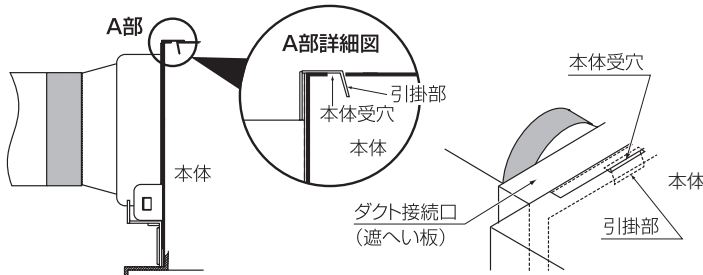 A部
A部詳細図
引掛部
本体受穴
本体
本体
本体受穴
本体
引掛部
ダクト接続口
（遮へい板）